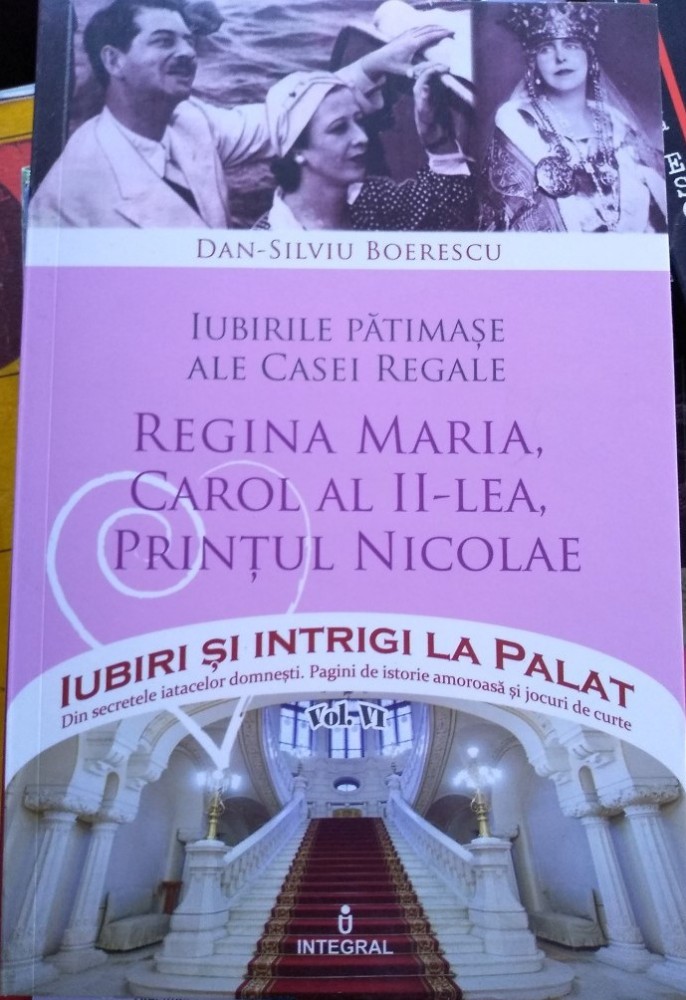 DAN-SILVIU BOERESCU
IUBIRILE PĂTIMAȘE
ALE CASEI REGALE
REGINA MARIA,
CAROL AL II-LEA,
PRINȚUL NICOLAE
IUBIRI ȘI INTRIGI LA PALAT
Din secretele iatacelor domnești. Pagini de istorie amoroasă și jocuri de curte
Vol. VI
INTEGRAL